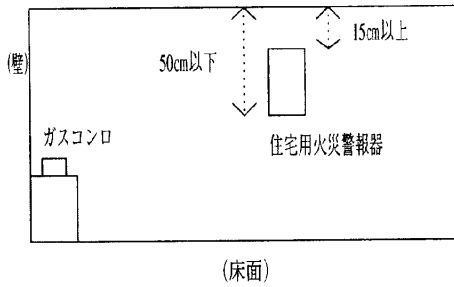 15cm以上
50cm以下
(壁)
ガスコンロ
住宅用火災警報器
(床面)